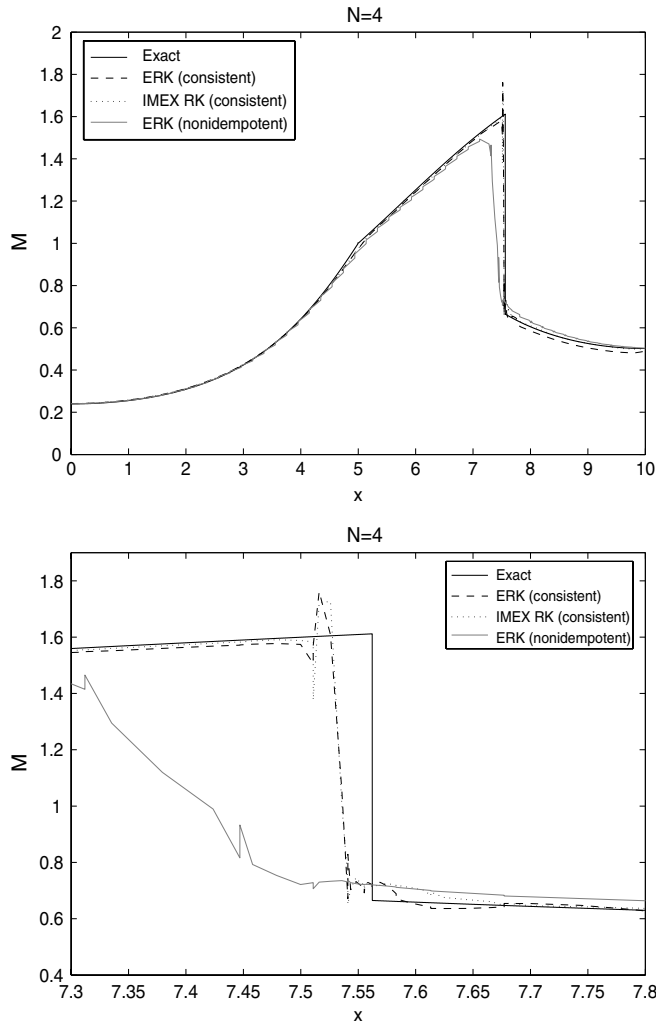 N=4
2
1.8
1.6
1.4
1.2
1
0.8
0.6
0.4
0.2
0
M
Exact
ERK (consistent)
IMEX RK (consistent)
ERK (nonidempotent)
0 1 2 3 4 5 6 7 8 9 10
x
N=4
1.8
1.6
1.4
1.2
1
0.8
0.6
0.4
M
Exact
ERK (consistent)
IMEX RK (consistent)
ERK (nonidempotent)
7.3 7.35 7.4 7.45 7.5 7.55 7.6 7.65 7.7 7.75 7.8
x